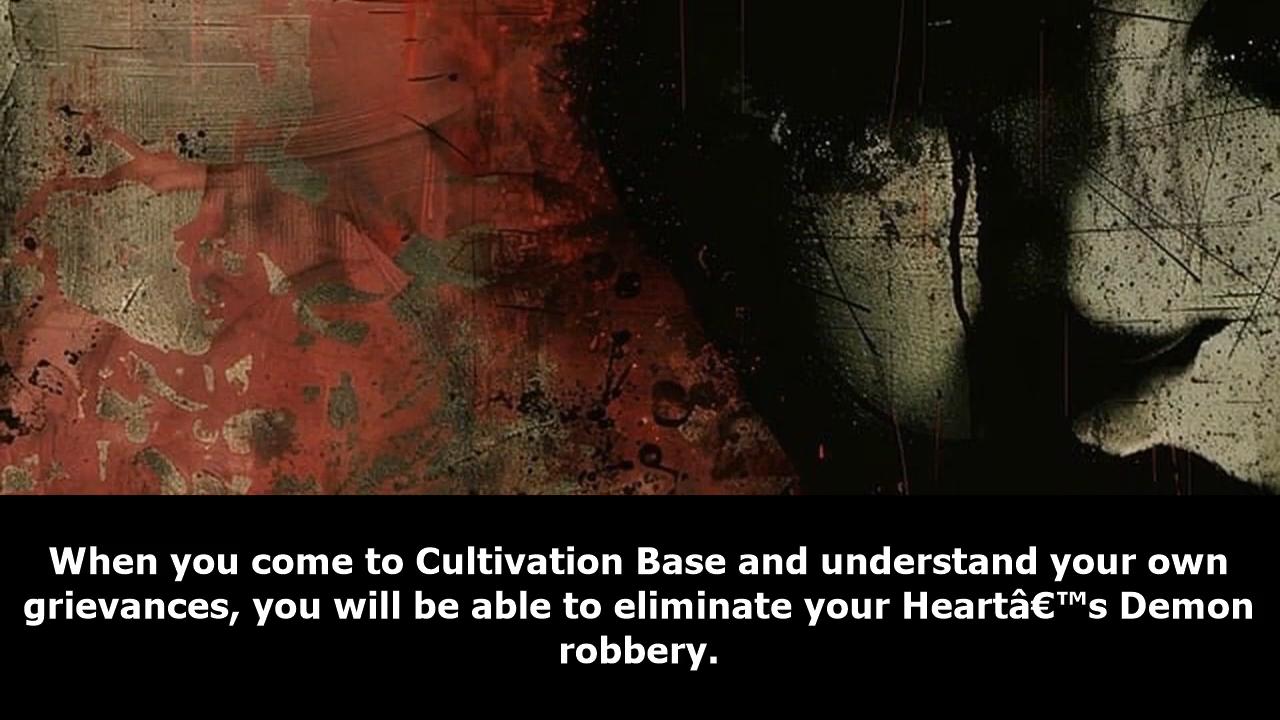 When you come to Cultivation Base and understand your own
grievances, you will be able to eliminate your Heartâ€™s Demon
robbery.